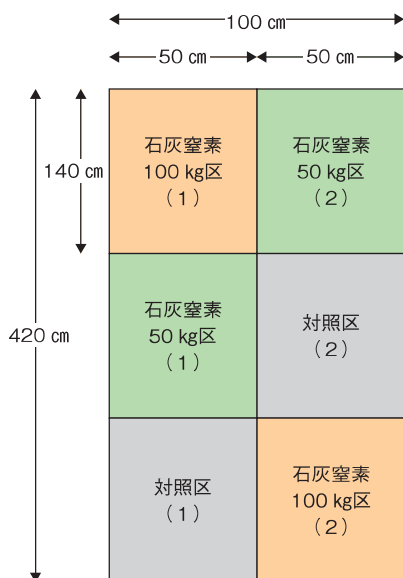 100 cm
50 cm
50 cm
石灰窒素
100 kg区
（1）
石灰窒素
50 kg区
（2）
140 cm
石灰窒素
50 kg区
（1）
対照区
（2）
420 cm
対照区
（1）
石灰窒素
100 kg区
（2）